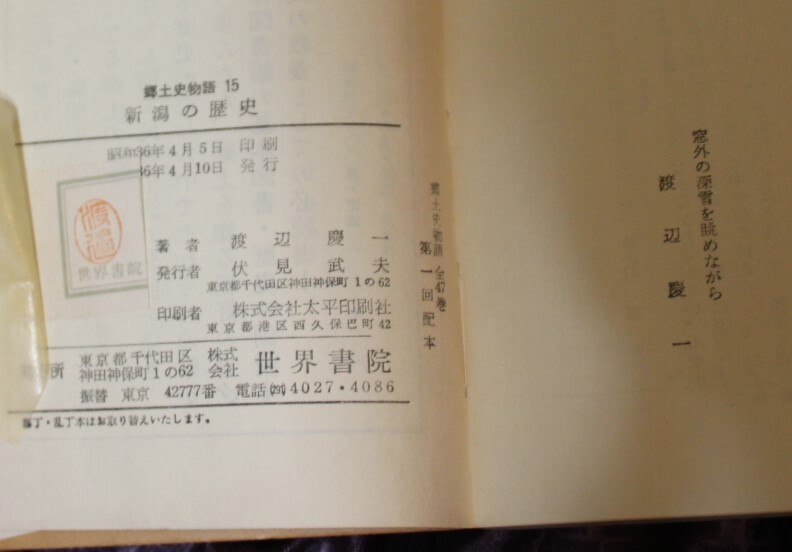 窓外の深雪を眺めながら
渡辺慶一
郷土史物語 全47巻
第一回配本
郷土史物語 15
新潟の歴史
昭和36年4月5日 印刷
36年4月10日 発行
世界書院
著者 渡辺慶一
発行者 伏見武夫
東京都千代田区神田神保町1の62
印刷者 株式会社太平印刷社
東京都港区西久保巴町42
所 東京都千代田区 株式
神田神保町1の62 会社 世界書院
振替 東京 42777番 電話(291)4027・4086
落丁・乱丁本はお取り替えいたします。